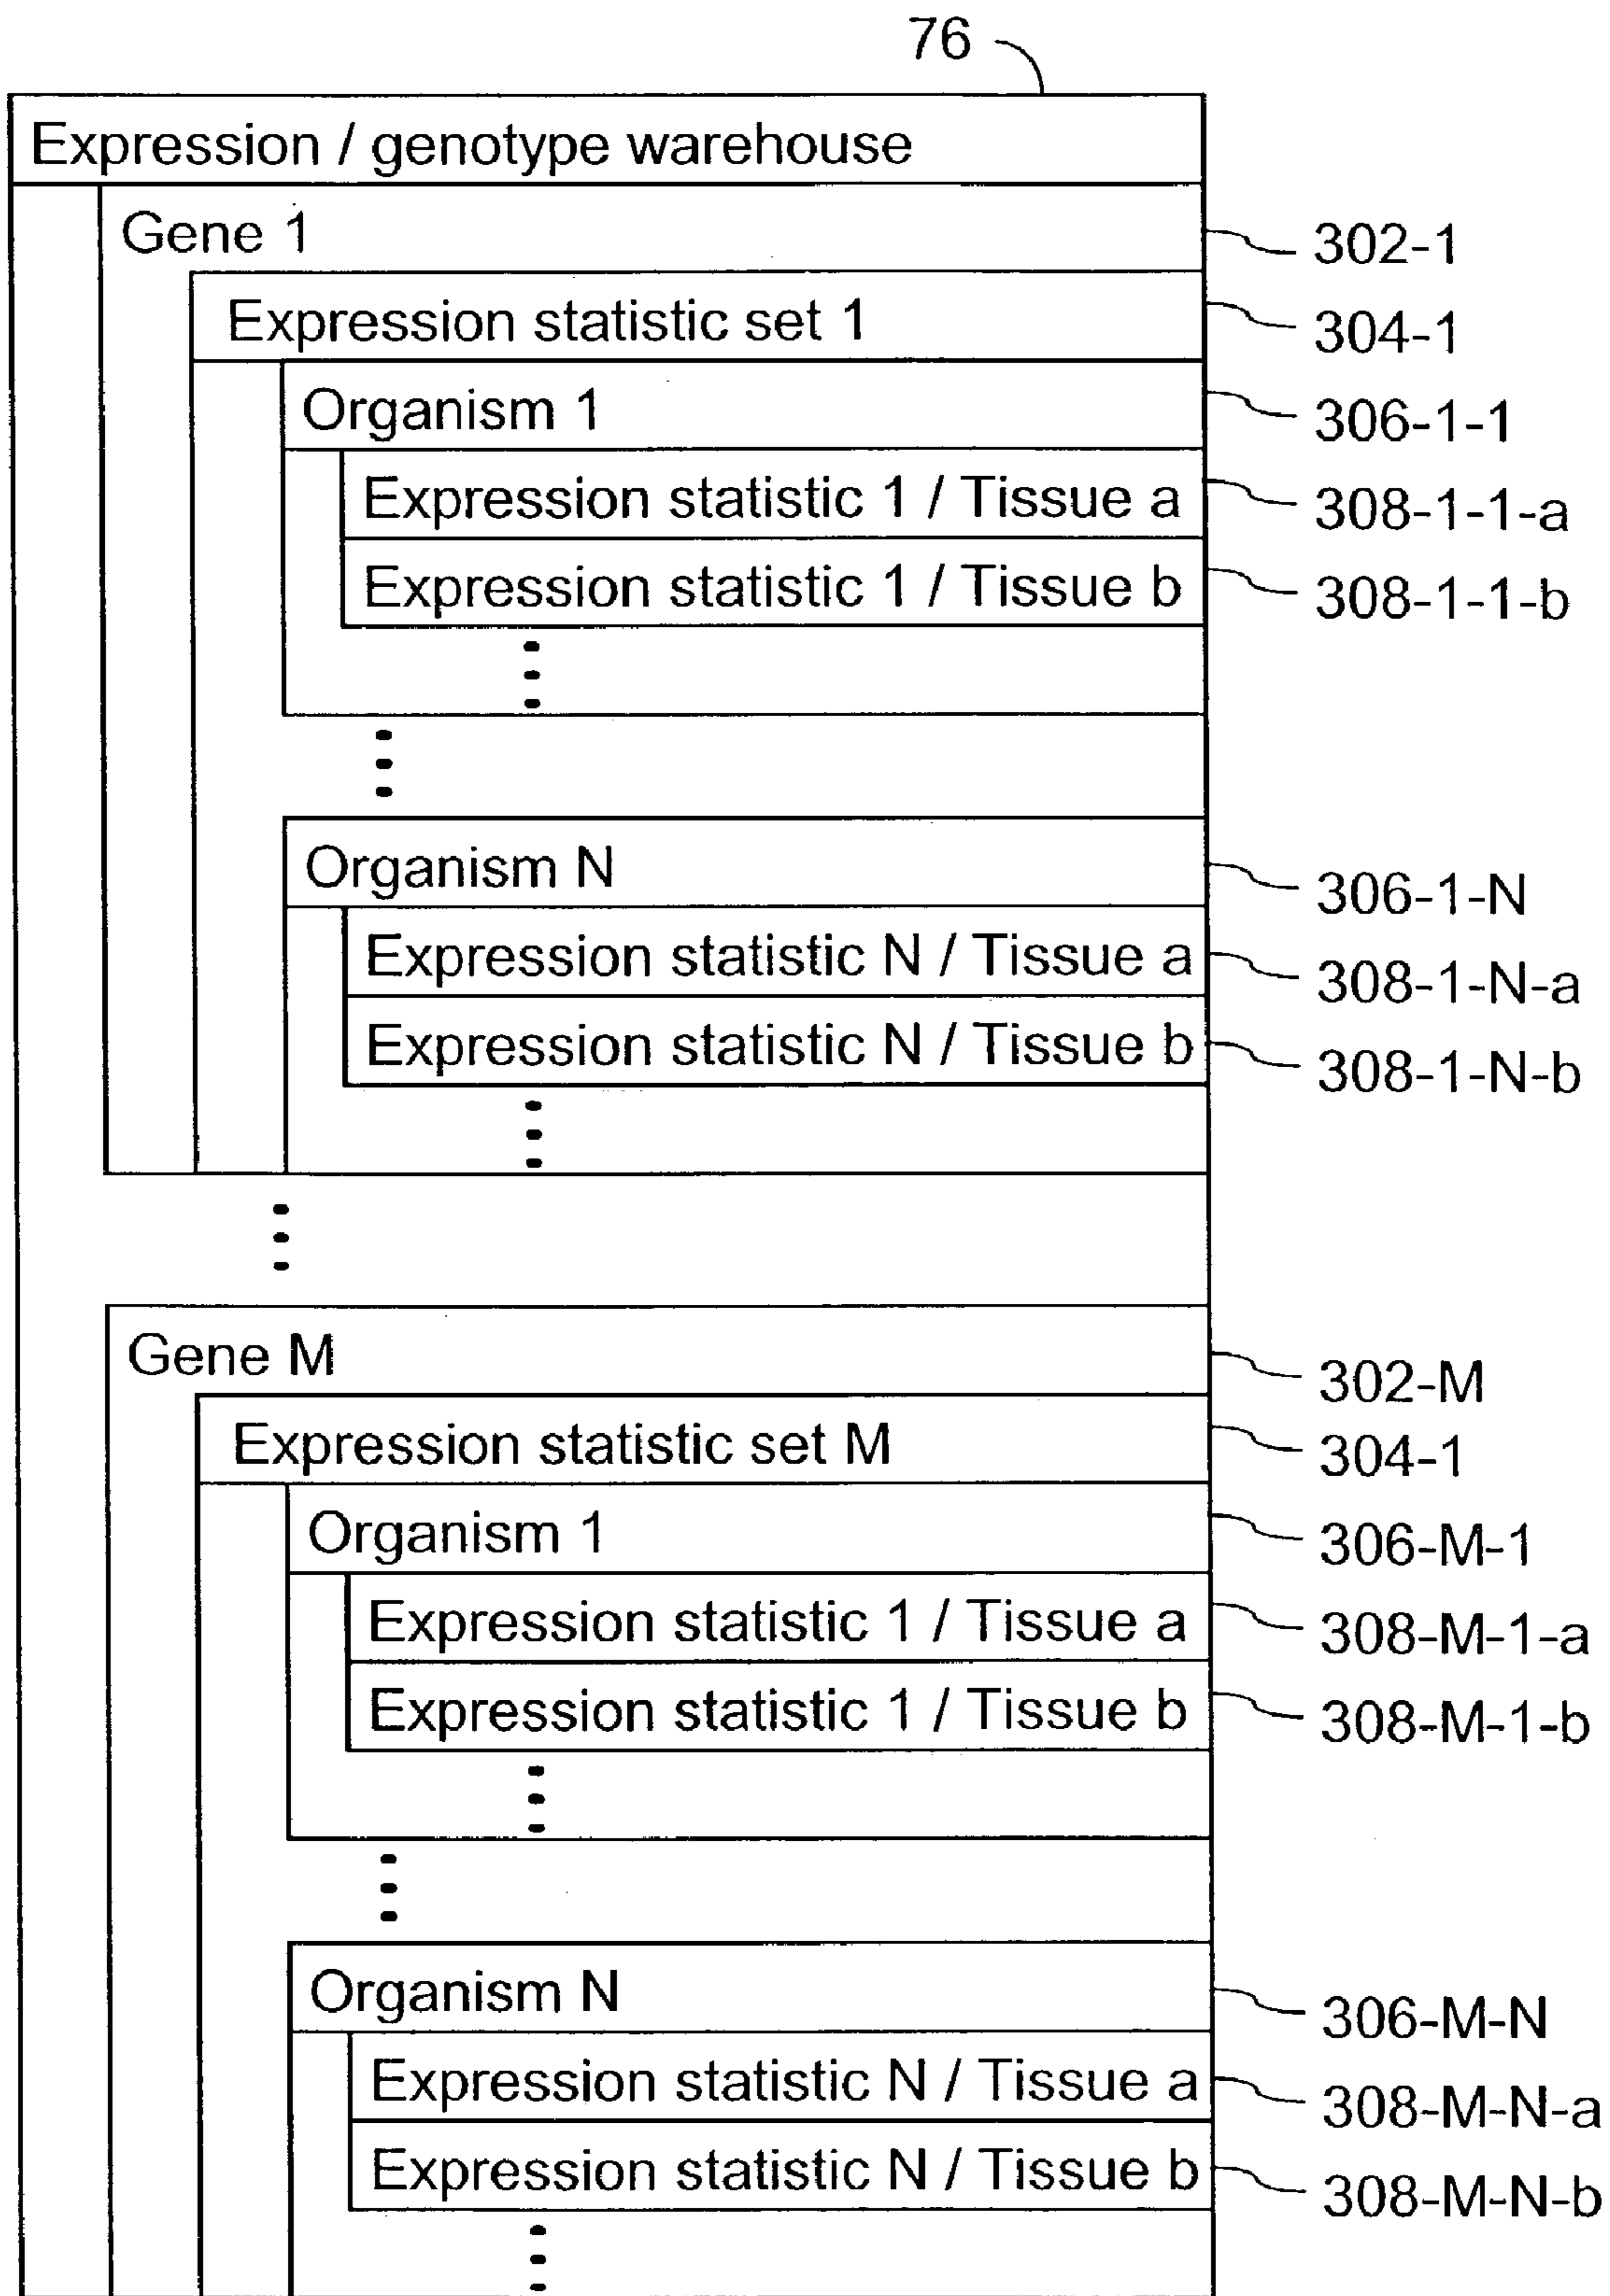 76
Expression / genotype warehouse
Gene 1
302-1
Expression statistic set 1
304-1
Organism 1
306-1-1
Expression statistic 1 / Tissue a
308-1-1-a
Expression statistic 1 / Tissue b
308-1-1-b
Organism N
306-1-N
Expression statistic N / Tissue a
308-1-N-a
Expression statistic N / Tissue b
308-1-N-b
Gene M
302-M
Expression statistic set M
304-1
Organism 1
306-M-1
Expression statistic 1 / Tissue a
308-M-1-a
Expression statistic 1 / Tissue b
308-M-1-b
Organism N
306-M-N
Expression statistic N / Tissue a
308-M-N-a
Expression statistic N / Tissue b
308-M-N-b